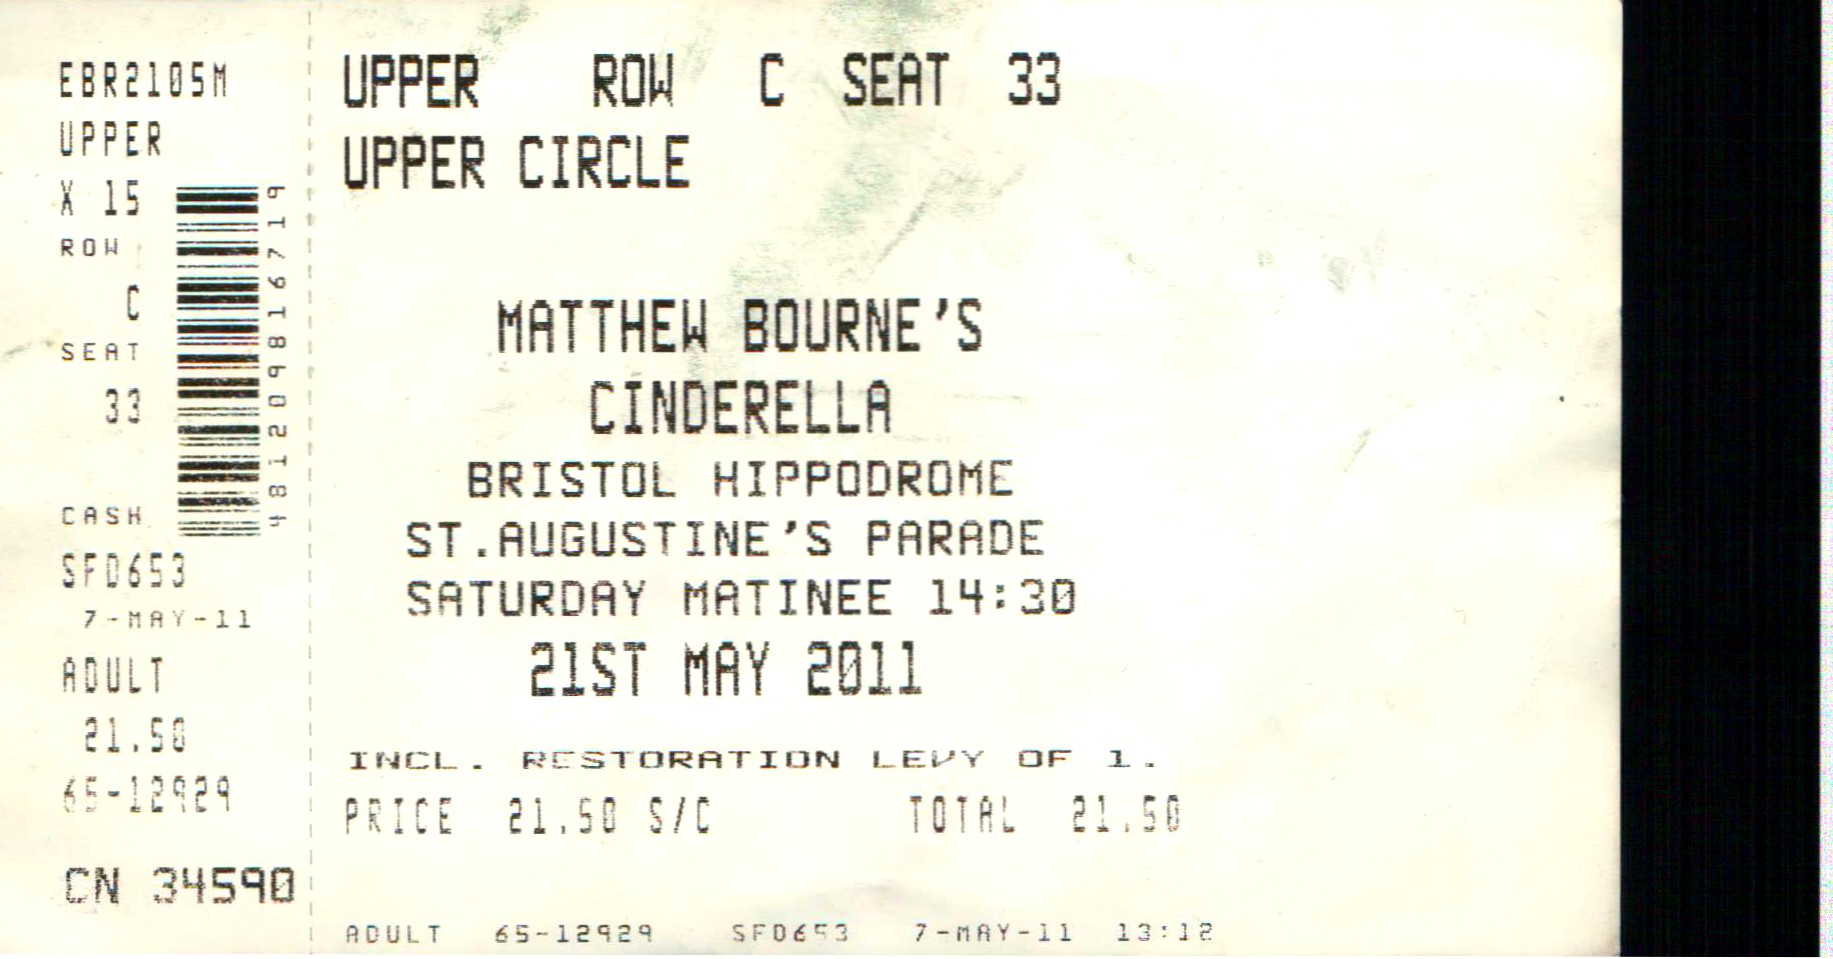 EBR2105M
UPPER
X 15
ROW
C
SEAT
33
CASH
SFD653
7-MAY-11
ADULT
21.50
65-12929
CN 34590
481209816719
UPPER ROW C SEAT 33
UPPER CIRCLE
MATTHEW BOURNE'S
CINDERELLA
BRISTOL HIPPODROME
ST.AUGUSTINE'S PARADE
SATURDAY MATINEE 14:30
21ST MAY 2011
INCL. RESTORATION LEVY OF 1.
PRICE 21.50 S/C TOTAL 21.50
ADULT 65-12929 SFD653 7-MAY-11 13:12